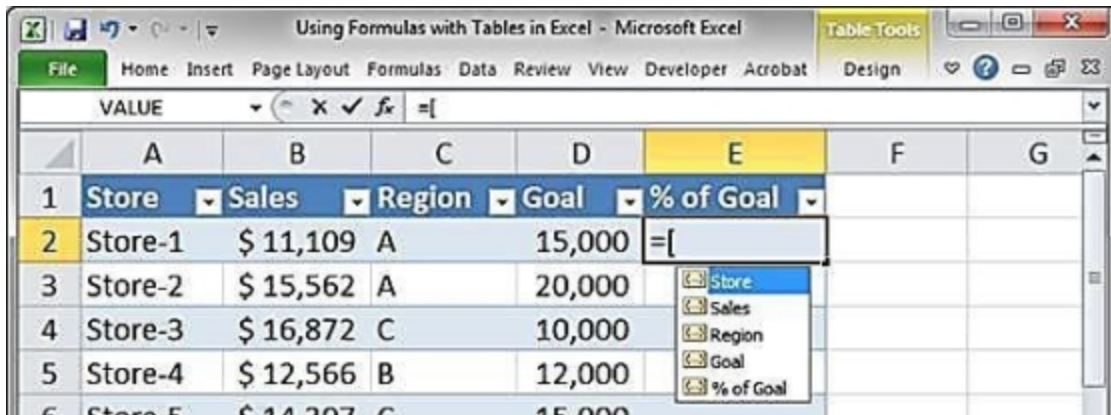 Using Formulas with Tables in Excel - Microsoft Excel Table Tools
File Home Insert Page Layout Formulas Data Review View Developer Acrobat Design
VALUE fx =[
A B C D E F G
1 Store Sales Region Goal % of Goal
2 Store-1 $ 11,109 A 15,000 =[
3 Store-2 $ 15,562 A 20,000
Store
Sales
4 Store-3 $ 16,872 C 10,000
Region
Goal
5 Store-4 $ 12,566 B 12,000
% of Goal